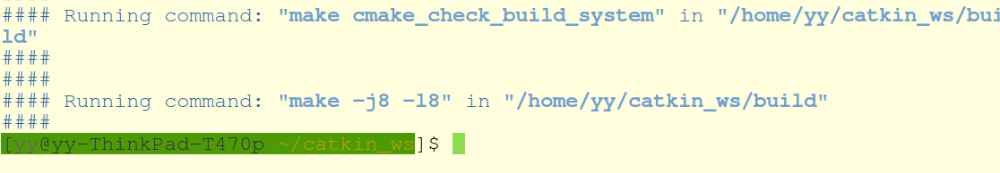 #### Running command: "make cmake_check_build_system" in "/home/yy/catkin_ws/bui
ld"
####
####
#### Running command: "make -j8 -l8" in "/home/yy/catkin_ws/build"
####
[yy@yy-ThinkPad-T470p ~/catkin_ws]$